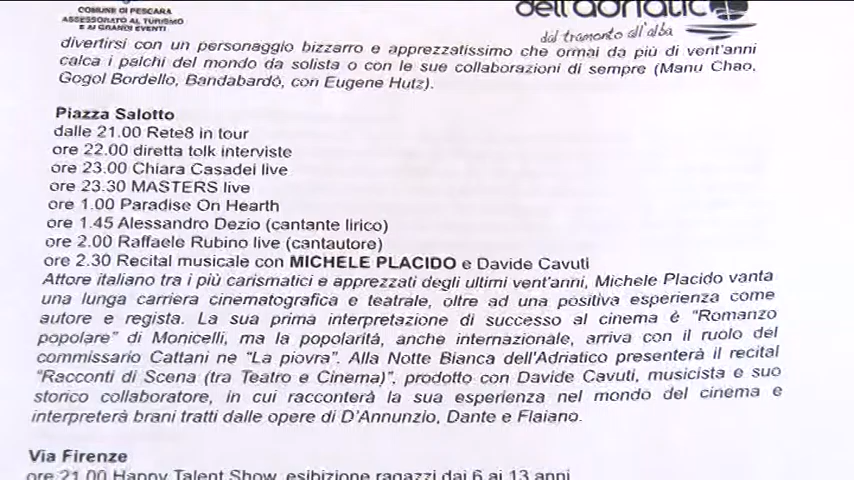 COMUNE DI PESCARA
ASSESSORATO AL TURISMO
E AI GRANDI EVENTI
dell'adriatico
dal tramonto all'alba
divertirsi con un personaggio bizzarro e apprezzatissimo che ormai da più di vent'anni
calca i palchi del mondo da solista o con le sue collaborazioni di sempre (Manu Chao,
Gogol Bordello, Bandabardò, con Eugene Hutz).
Piazza Salotto
dalle 21.00 Rete8 in tour
ore 22.00 diretta tolk interviste
ore 23.00 Chiara Casadei live
ore 23.30 MASTERS live
ore 1.00 Paradise On Hearth
ore 1.45 Alessandro Dezio (cantante lirico)
ore 2.00 Raffaele Rubino live (cantautore)
ore 2.30 Recital musicale con MICHELE PLACIDO e Davide Cavuti
Attore italiano tra i più carismatici e apprezzati degli ultimi vent'anni, Michele Placido vanta
una lunga carriera cinematografica e teatrale, oltre ad una positiva esperienza come
autore e regista. La sua prima interpretazione di successo al cinema è “Romanzo
popolare” di Monicelli, ma la popolarità, anche internazionale, arriva con il ruolo del
commissario Cattani ne “La piovra”. Alla Notte Bianca dell'Adriatico presenterà il recital
“Racconti di Scena (tra Teatro e Cinema)”, prodotto con Davide Cavuti, musicista e suo
storico collaboratore, in cui racconterà la sua esperienza nel mondo del cinema e
interpreterà brani tratti dalle opere di D'Annunzio, Dante e Flaiano.
Via Firenze
ore 21.00 Happy Talent Show, esibizione ragazzi dai 6 ai 13 anni